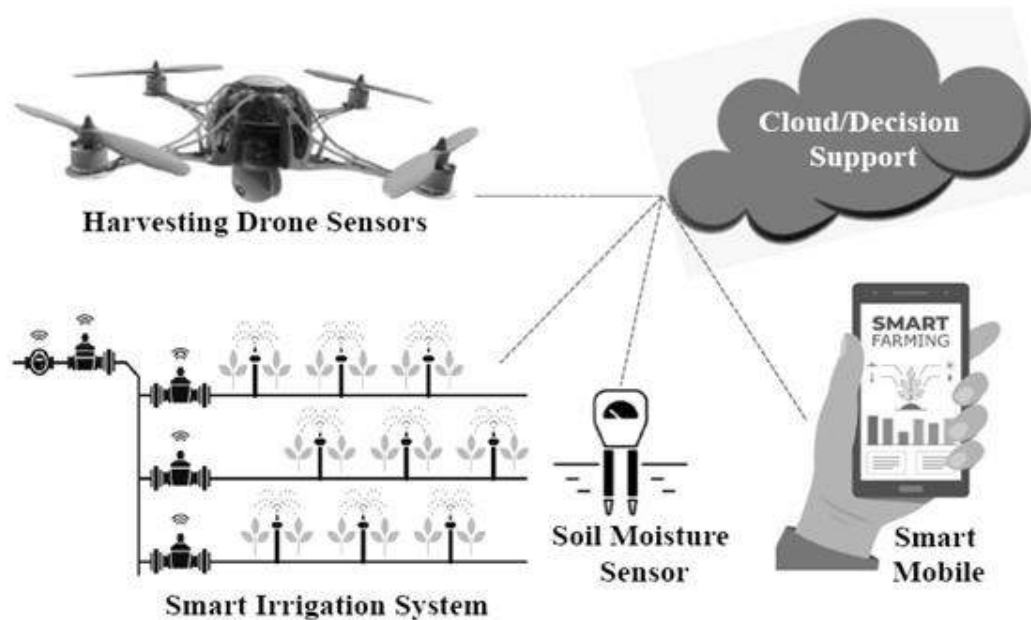 Cloud/Decision
Support
Harvesting Drone Sensors
SMART
FARMING
Soil Moisture
Sensor
Smart
Mobile
Smart Irrigation System